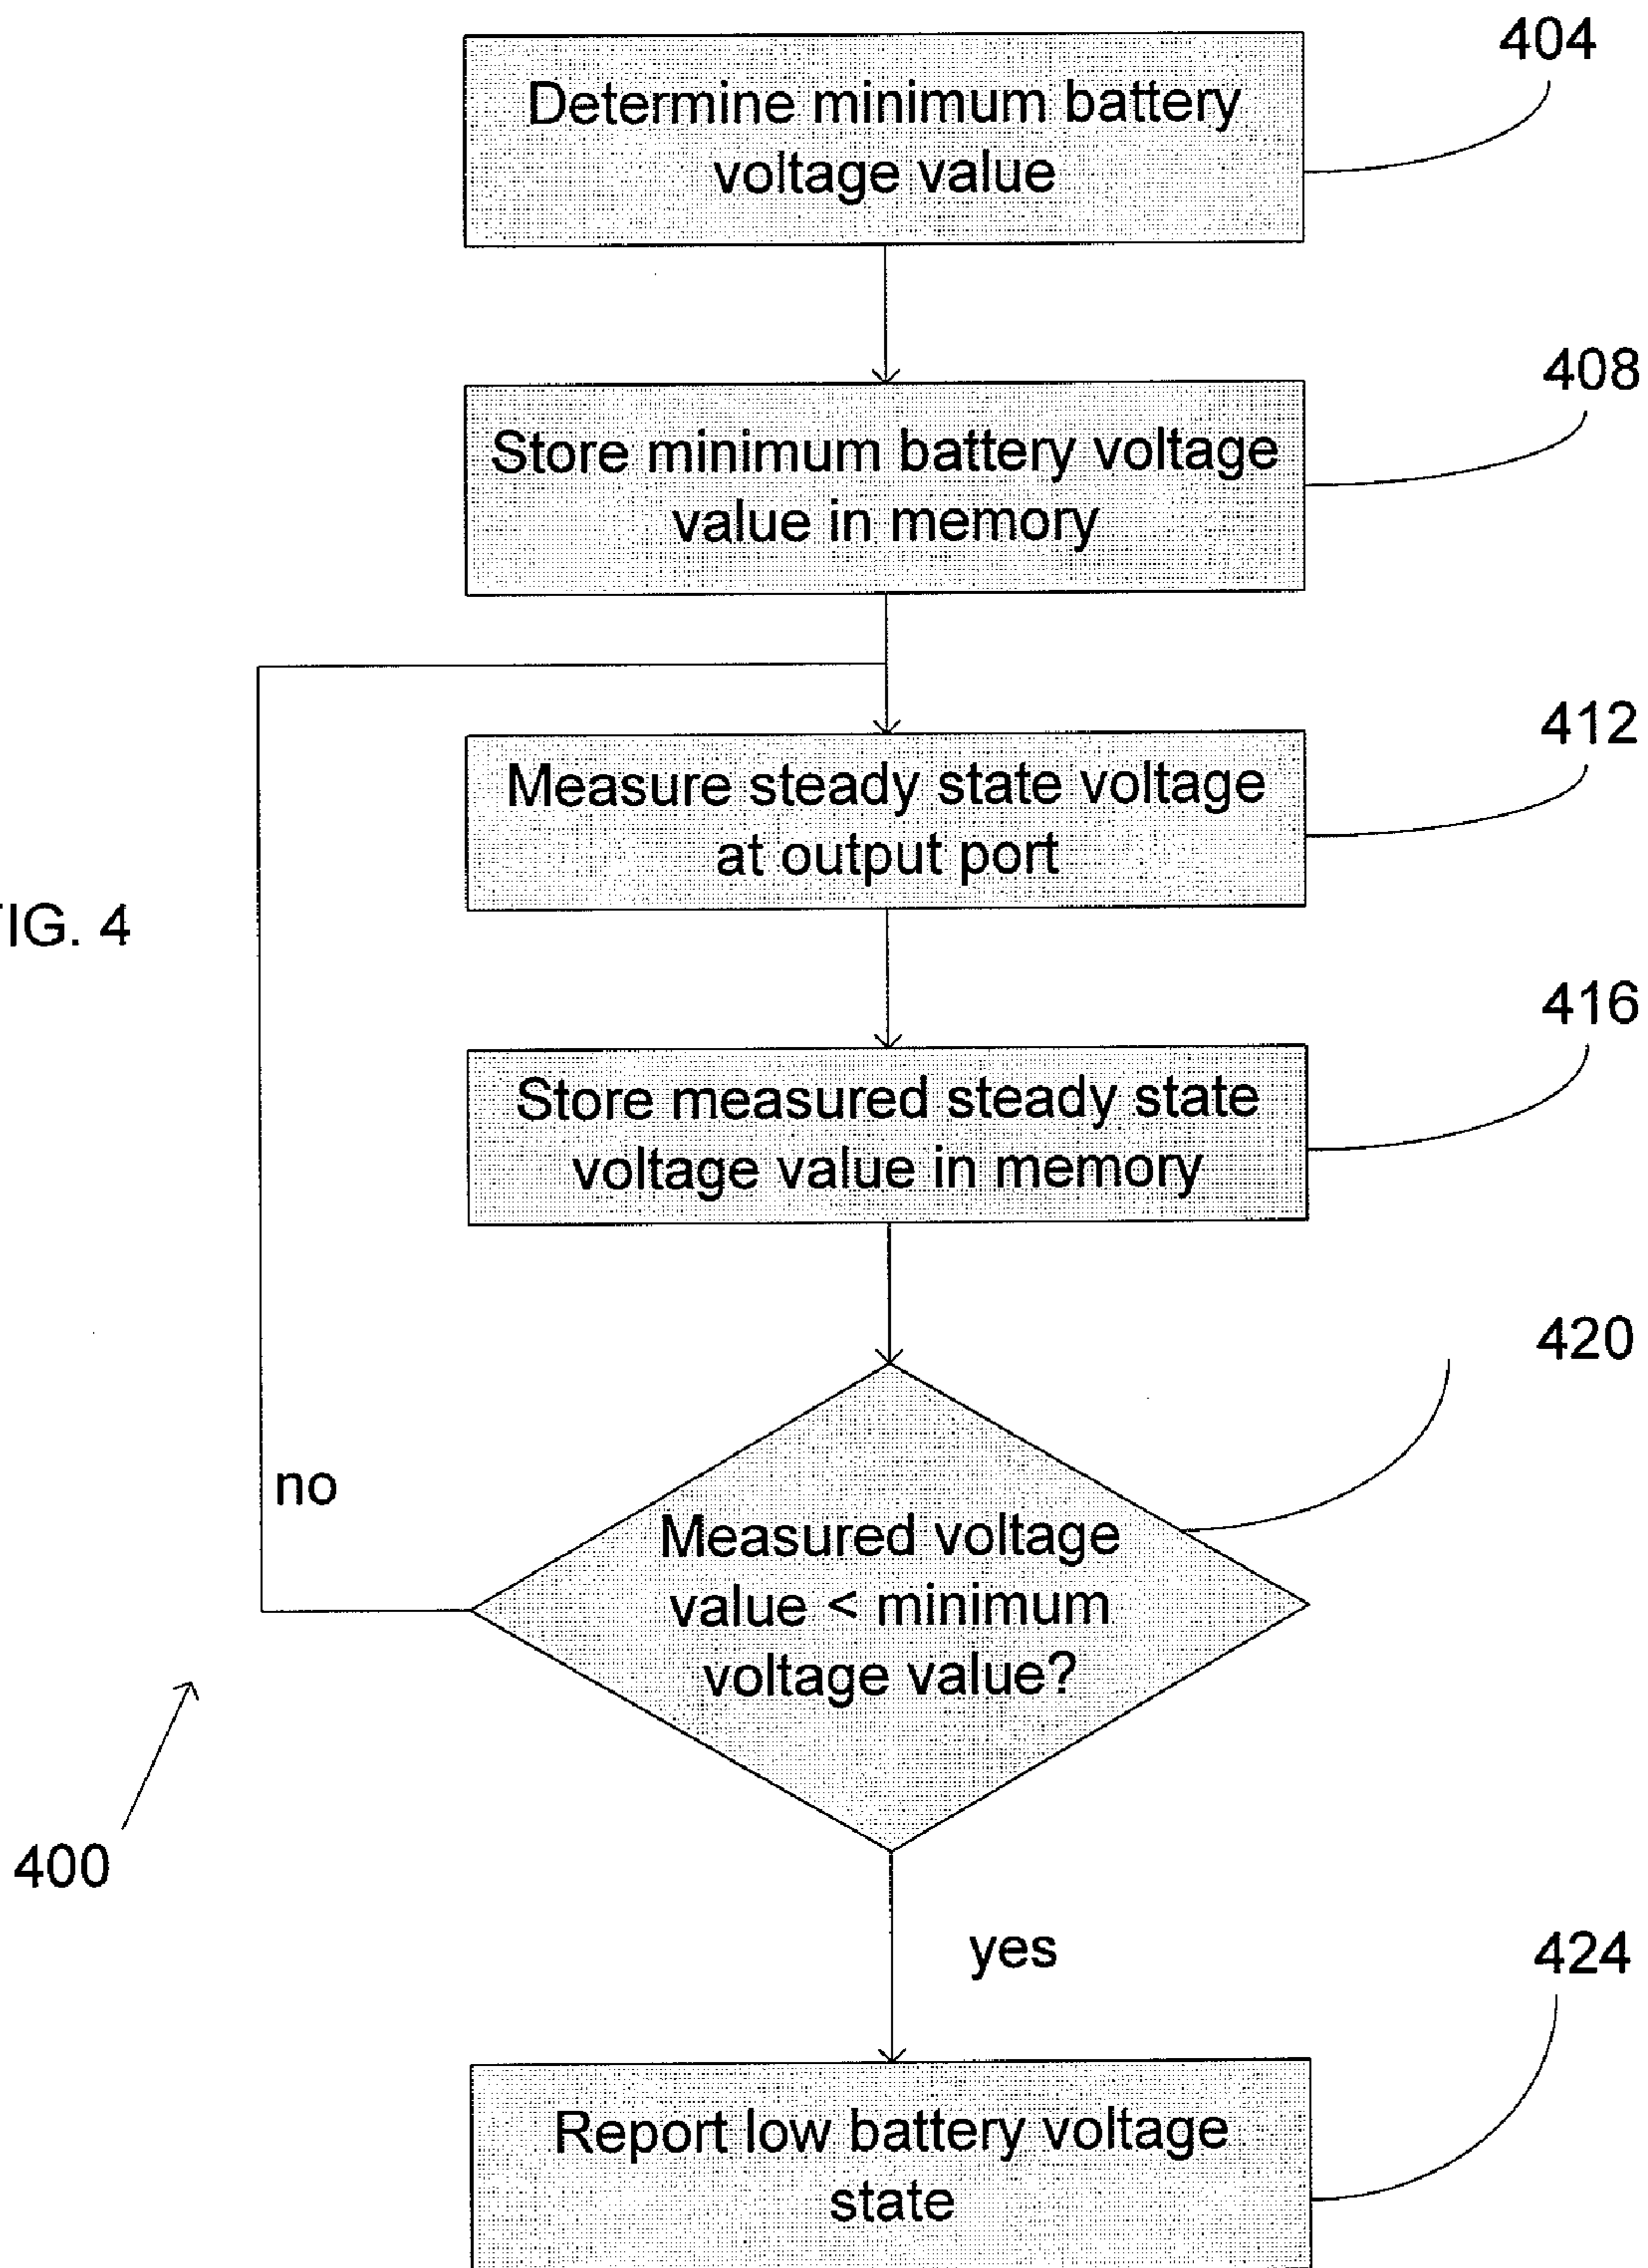 404
Determine minimum battery
voltage value
408
Store minimum battery voltage
value in memory
412
Measure steady state voltage
at output port
IG. 4
416
Store measured steady state
voltage value in memory
420
no
Measured voltage
value < minimum
voltage value?
400
yes
424
Report low battery voltage
state